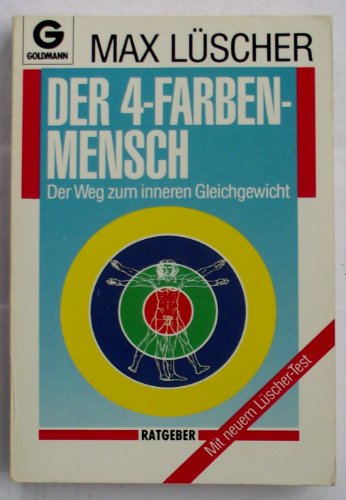 G
GOLDMANN
MAX LÜSCHER
DER 4-FARBEN-
MENSCH
Der Weg zum inneren Gleichgewicht
Mit neuem Lüscher-Test
RATGEBER